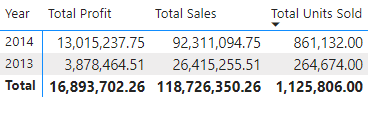 Year Total Profit Total Sales Total Units Sold
2014 13,015,237.75 92,311,094.75 861,132.00
2013 3,878,464.51 26,415,255.51 264,674.00
Total 16,893,702.26 118,726,350.26 1,125,806.00